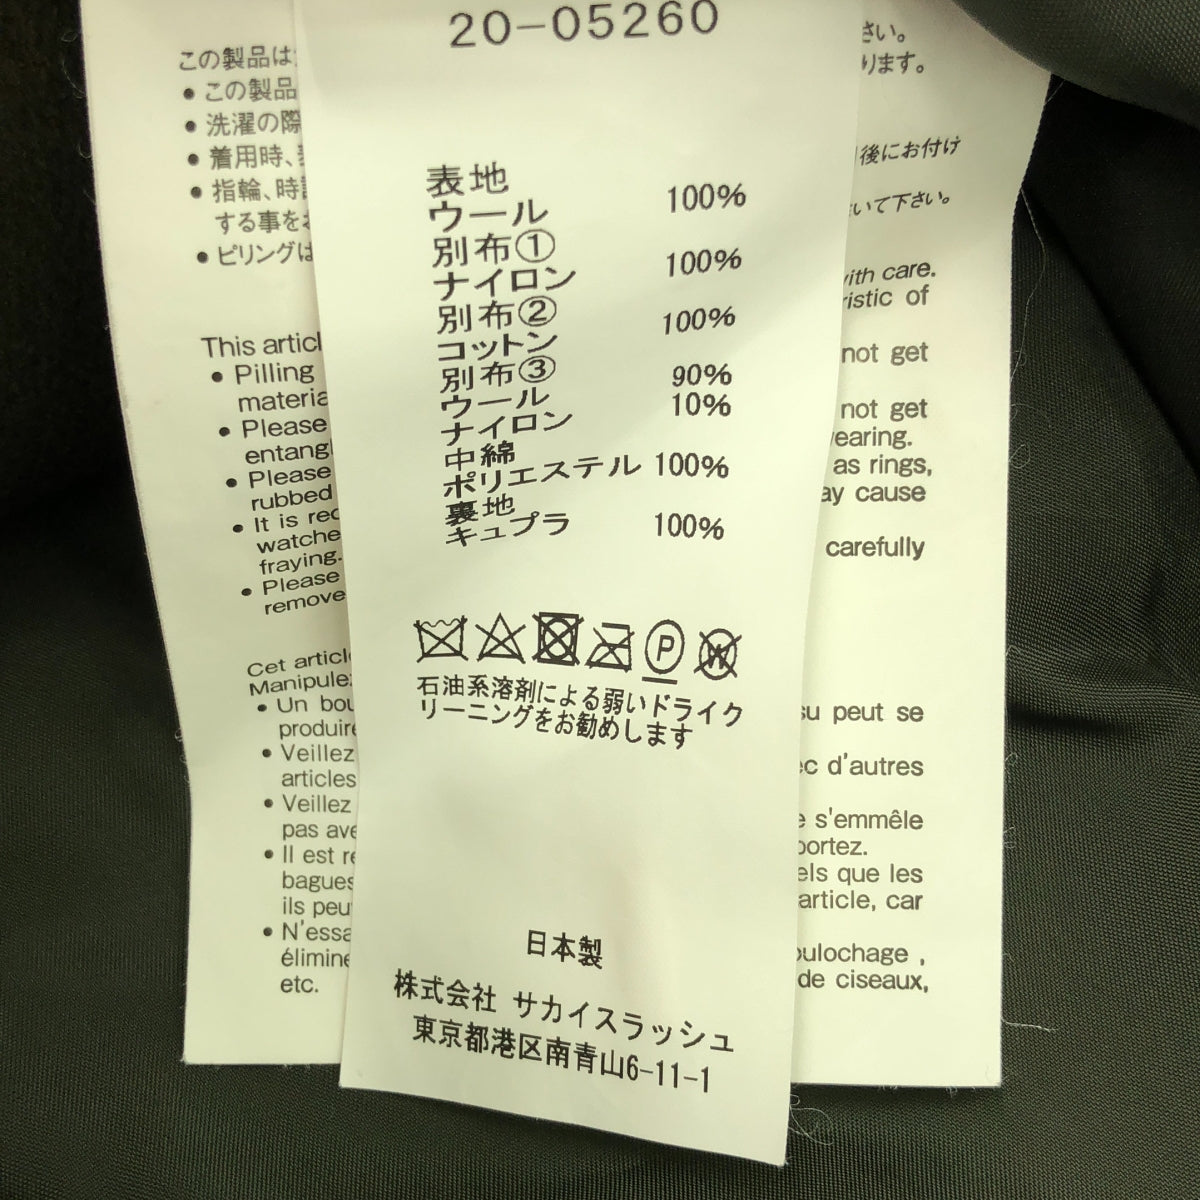 20-05260
表地
ウール 100%
別布①
ナイロン 100%
別布②
コットン 100%
別布③
ウール 90%
ナイロン 10%
中綿
ポリエステル 100%
裏地
キュプラ 100%
P
W
石油系溶剤による弱いドライク
リーニングをお勧めします
日本製
株式会社 サカイスラッシュ
東京都港区南青山6-11-1
この製品は
• この製品
• 洗濯の際
• 着用時、
• 指輪、時
する事を
• ピリングは
This articl
• Pilling
materia
• Please
entangl
• Please
rubbed
• It is rec
watche
fraying.
• Please
remove
Cet articl
Manipulez
• Un bou
produire
• Veillez
articles
• Veillez
pas ave
• Il est re
bagues
ils peu
• N'essa
élimine
etc.
さい。
ります。
後にお付け
いて下さい。
with care.
ristic of
not get
not get
wearing.
as rings,
ay cause
carefully
su peut se
ec d'autres
e s'emmêle
portez.
els que les
article, car
oulochage ,
de ciseaux,